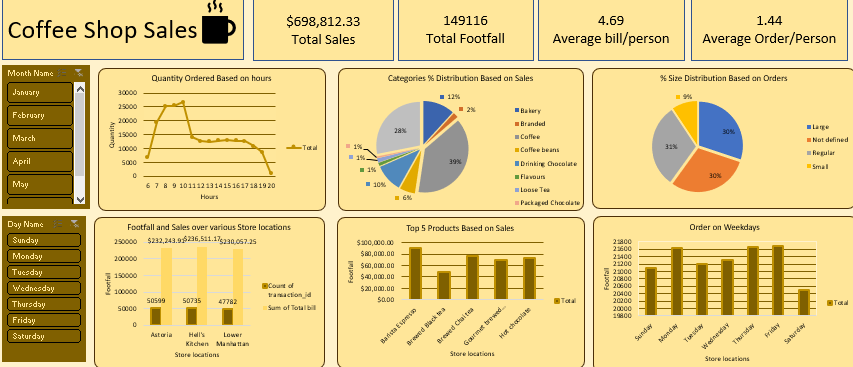 Coffee Shop Sales
$698,812.33
Total Sales
149116
Total Footfall
4.69
Average bill/person
1.44
Average Order/Person
Month Name
January
February
March
April
May
Quantity Ordered Based on hours
Quantity
30000
25000
20000
15000
10000
5000
0
6 7 8 9 10 11 12 13 14 15 16 17 18 19 20
Hours
Total
Categories % Distribution Based on Sales
12%
2%
39%
6%
10%
1%
1%
1%
28%
Bakery
Branded
Coffee
Coffee beans
Drinking Chocolate
Flavours
Loose Tea
Packaged Chocolate
% Size Distribution Based on Orders
9%
30%
30%
31%
Large
Not defined
Regular
Small
Day Name
Sunday
Monday
Tuesday
Wednesday
Thursday
Friday
Saturday
Footfall and Sales over various Store locations
Footfall
250000
200000
150000
100000
50000
0
$232,243.91
$236,511.17
$230,057.25
50599
50735
47782
Astoria
Hell's
Kitchen
Lower
Manhattan
Store locations
Count of
transaction_id
Sum of Total bill
Top 5 Products Based on Sales
Footfall
$100,000.00
$80,000.00
$60,000.00
$40,000.00
$20,000.00
$0.00
Barista Espresso
Brewed Black tea
Brewed Chai tea
Gourmet brewed...
Hot chocolate
Store locations
Total
Order on Weekdays
Footfall
21800
21600
21400
21200
21000
20800
20600
20400
20200
20000
19800
Sunday
Monday
Tuesday
Wednesday
Thursday
Friday
Saturday
Store locations
Total